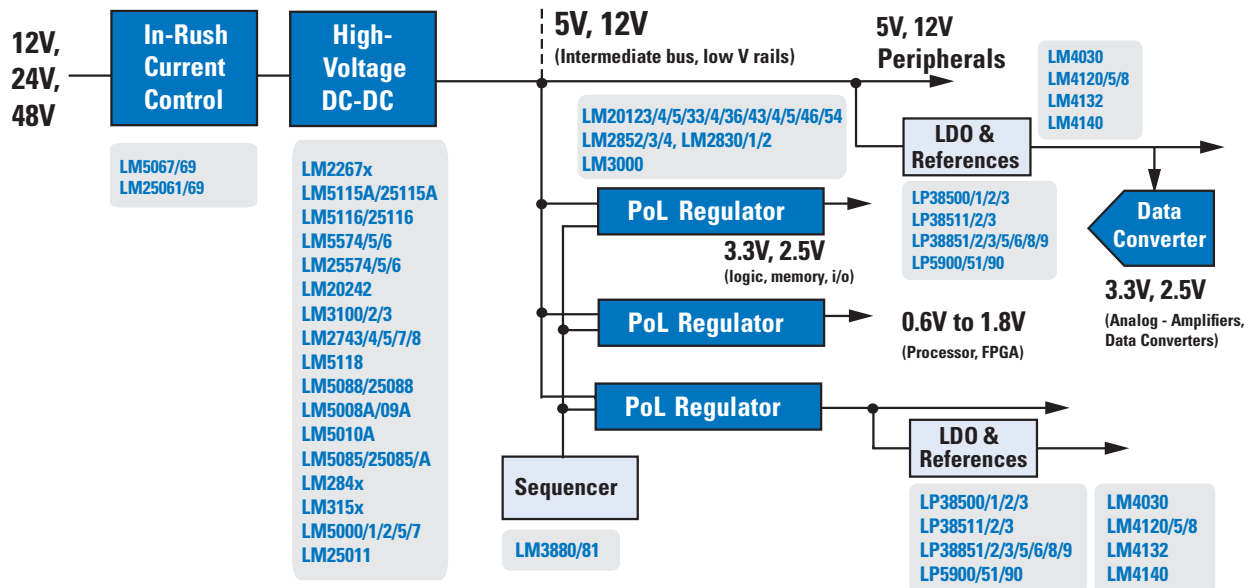 12V,
24V,
48V
In-Rush
Current
Control
LM5067/69
LM25061/69
High-
Voltage
DC-DC
LM2267x
LM5115A/25115A
LM5116/25116
LM5574/5/6
LM25574/5/6
LM20242
LM3100/2/3
LM2743/4/5/7/8
LM5118
LM5088/25088
LM5008A/09A
LM5010A
LM5085/25085/A
LM284x
LM315x
LM5000/1/2/5/7
LM25011
5V, 12V
(Intermediate bus, low V rails)
5V, 12V
Peripherals
LM20123/4/5/33/4/36/43/4/5/46/54
LM2852/3/4, LM2830/1/2
LM3000
PoL Regulator
3.3V, 2.5V
(logic, memory, i/o)
PoL Regulator
0.6V to 1.8V
(Processor, FPGA)
PoL Regulator
Sequencer
LM3880/81
LM4030
LM4120/5/8
LM4132
LM4140
LDO &
References
LP38500/1/2/3
LP38511/2/3
LP38851/2/3/5/6/8/9
LP5900/51/90
Data
Converter
3.3V, 2.5V
(Analog - Amplifiers,
Data Converters)
LDO &
References
LP38500/1/2/3
LP38511/2/3
LP38851/2/3/5/6/8/9
LP5900/51/90
LM4030
LM4120/5/8
LM4132
LM4140